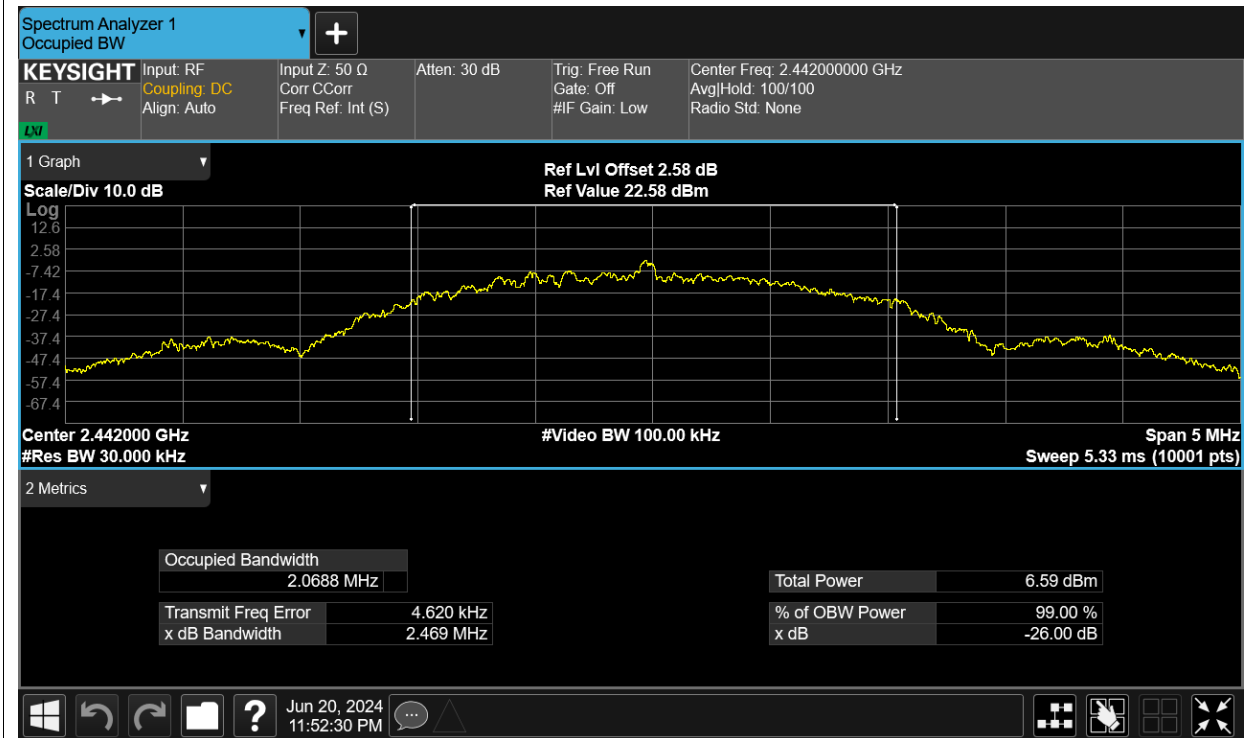 Spectrum Analyzer 1
Occupied BW
KEYSIGHT
R T
LXI
Input: RF
Coupling: DC
Align: Auto
Input Z: 50 Ω
Corr CCorr
Freq Ref: Int (S)
Atten: 30 dB
Trig: Free Run
Gate: Off
#IF Gain: Low
Center Freq: 2.442000000 GHz
Avg|Hold: 100/100
Radio Std: None
1 Graph
Scale/Div 10.0 dB
Ref Lvl Offset 2.58 dB
Ref Value 22.58 dBm
Log
12.6
2.58
-7.42
-17.4
-27.4
-37.4
-47.4
-57.4
-67.4
Center 2.442000 GHz
#Res BW 30.000 kHz
#Video BW 100.00 kHz
Span 5 MHz
Sweep 5.33 ms (10001 pts)
2 Metrics
Occupied Bandwidth
2.0688 MHz
Transmit Freq Error 4.620 kHz
x dB Bandwidth 2.469 MHz
Total Power 6.59 dBm
% of OBW Power 99.00 %
x dB -26.00 dB
?
Jun 20, 2024
11:52:30 PM